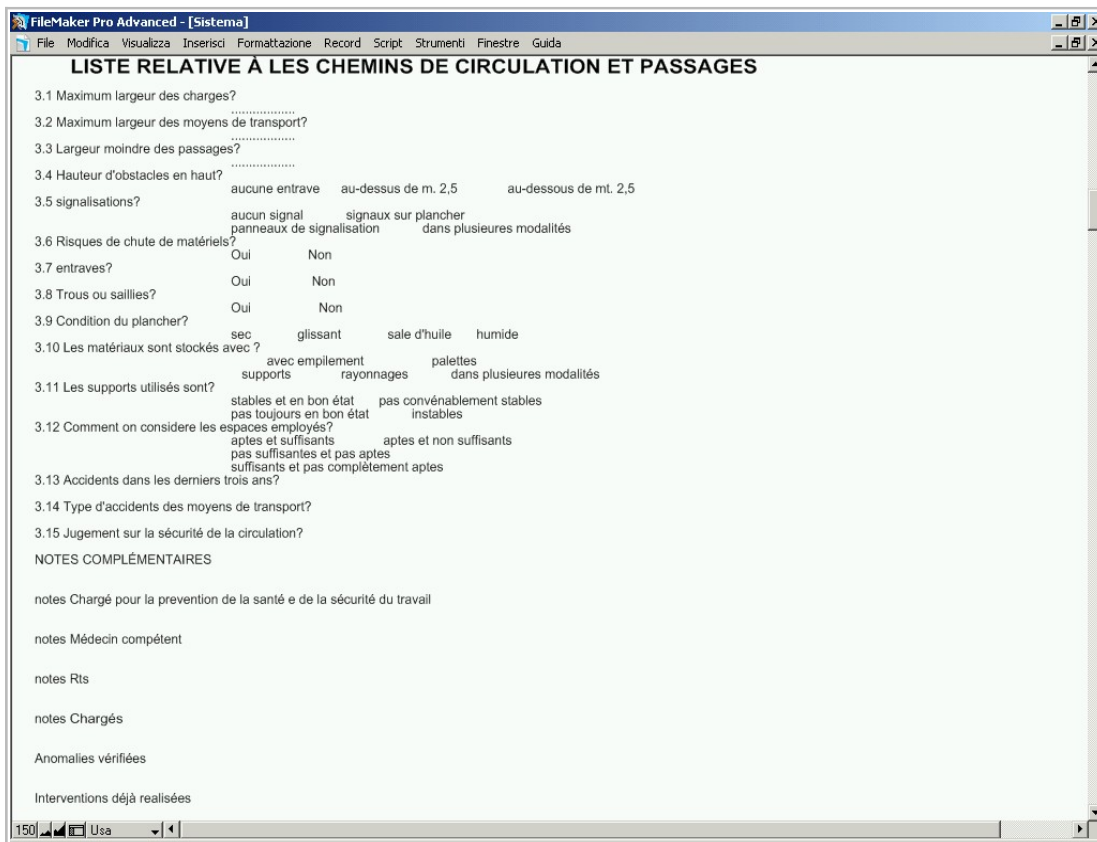 FileMaker Pro Advanced - [Sistema]
File Modifica Visualizza Inserisci Formattazione Record Script Strumenti Finestre Guida
LISTE RELATIVE À LES CHEMINS DE CIRCULATION ET PASSAGES
3.1 Maximum largeur des charges?
..................
3.2 Maximum largeur des moyens de transport?
..................
3.3 Largeur moindre des passages?
..................
3.4 Hauteur d'obstacles en haut?
aucune entrave au-dessus de m. 2,5 au-dessous de mt. 2,5
3.5 signalisations?
aucun signal signaux sur plancher
panneaux de signalisation dans plusieures modalités
3.6 Risques de chute de matériels?
Oui Non
3.7 entraves?
Oui Non
3.8 Trous ou saillies?
Oui Non
3.9 Condition du plancher?
sec glissant sale d'huile humide
3.10 Les matériaux sont stockés avec ?
avec empilement palettes
supports rayonnages dans plusieures modalités
3.11 Les supports utilisés sont?
stables et en bon état pas convénablement stables
pas toujours en bon état instables
3.12 Comment on considere les espaces employés?
aptes et suffisants aptes et non suffisants
pas suffisantes et pas aptes
suffisants et pas complètement aptes
3.13 Accidents dans les derniers trois ans?
3.14 Type d'accidents des moyens de transport?
3.15 Jugement sur la sécurité de la circulation?
NOTES COMPLÉMENTAIRES
notes Chargé pour la prevention de la santé e de la sécurité du travail
notes Médecin compétent
notes Rts
notes Chargés
Anomalies vérifiées
Interventions déjà realisées
150 Usa